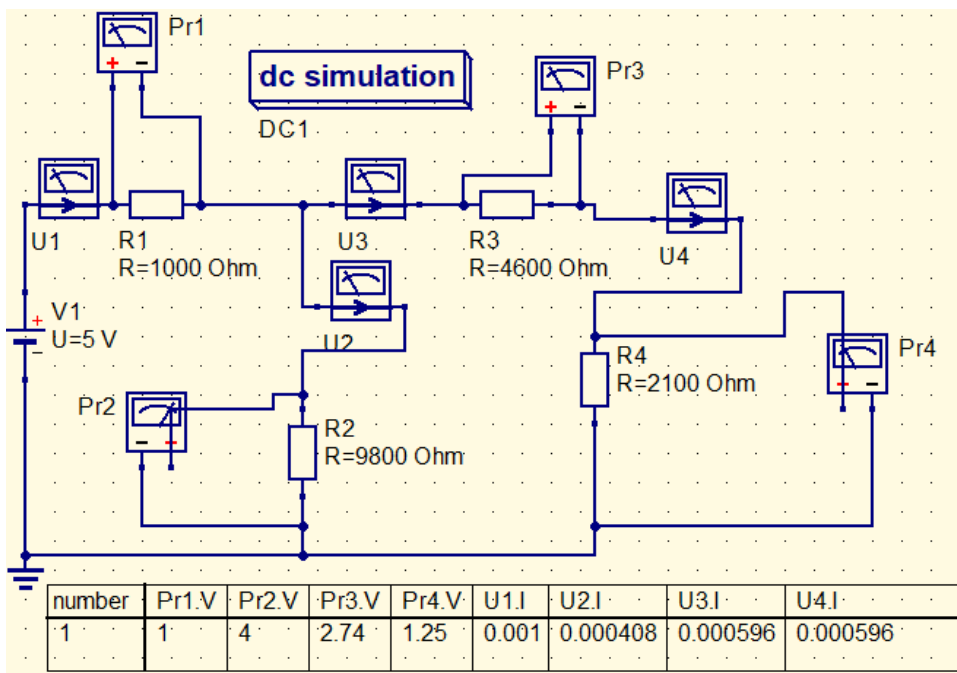 Pr1
+ −
dc simulation
DC1
Pr3
+ −
U1
R1
R=1000 Ohm
U3
R3
R=4600 Ohm
U4
V1
+
U=5 V
−
U2
Pr4
+ −
R4
R=2100 Ohm
Pr2
− +
R2
R=9800 Ohm
number Pr1.V Pr2.V Pr3.V Pr4.V U1.I U2.I U3.I U4.I
1 1 4 2.74 1.25 0.001 0.000408 0.000596 0.000596